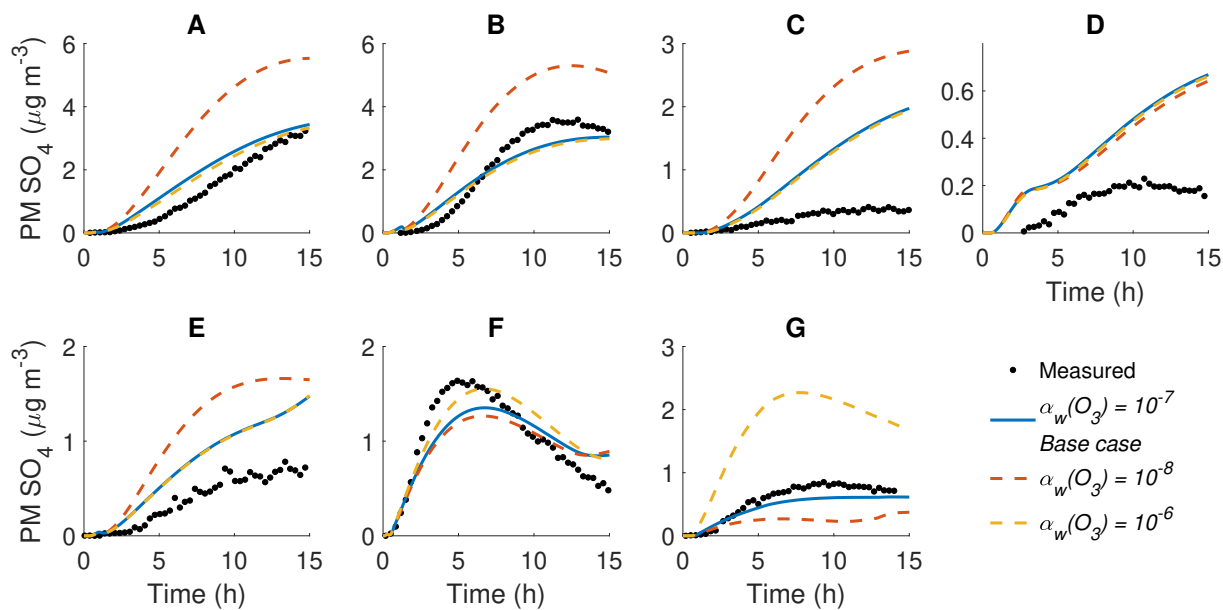 A
B
C
D
PM SO4 (μg m-3)
6
4
2
0
0 5 10 15
6
4
2
0
0 5 10 15
3
2
1
0
0 5 10 15
0.6
0.4
0.2
0
0 5 10 15
Time (h)
E
F
G
PM SO4 (μg m-3)
2
1
0
0 5 10 15
Time (h)
2
1
0
0 5 10 15
Time (h)
3
2
1
0
0 5 10 15
Time (h)
Measured
αw(O3) = 10-7
Base case
αw(O3) = 10-8
αw(O3) = 10-6